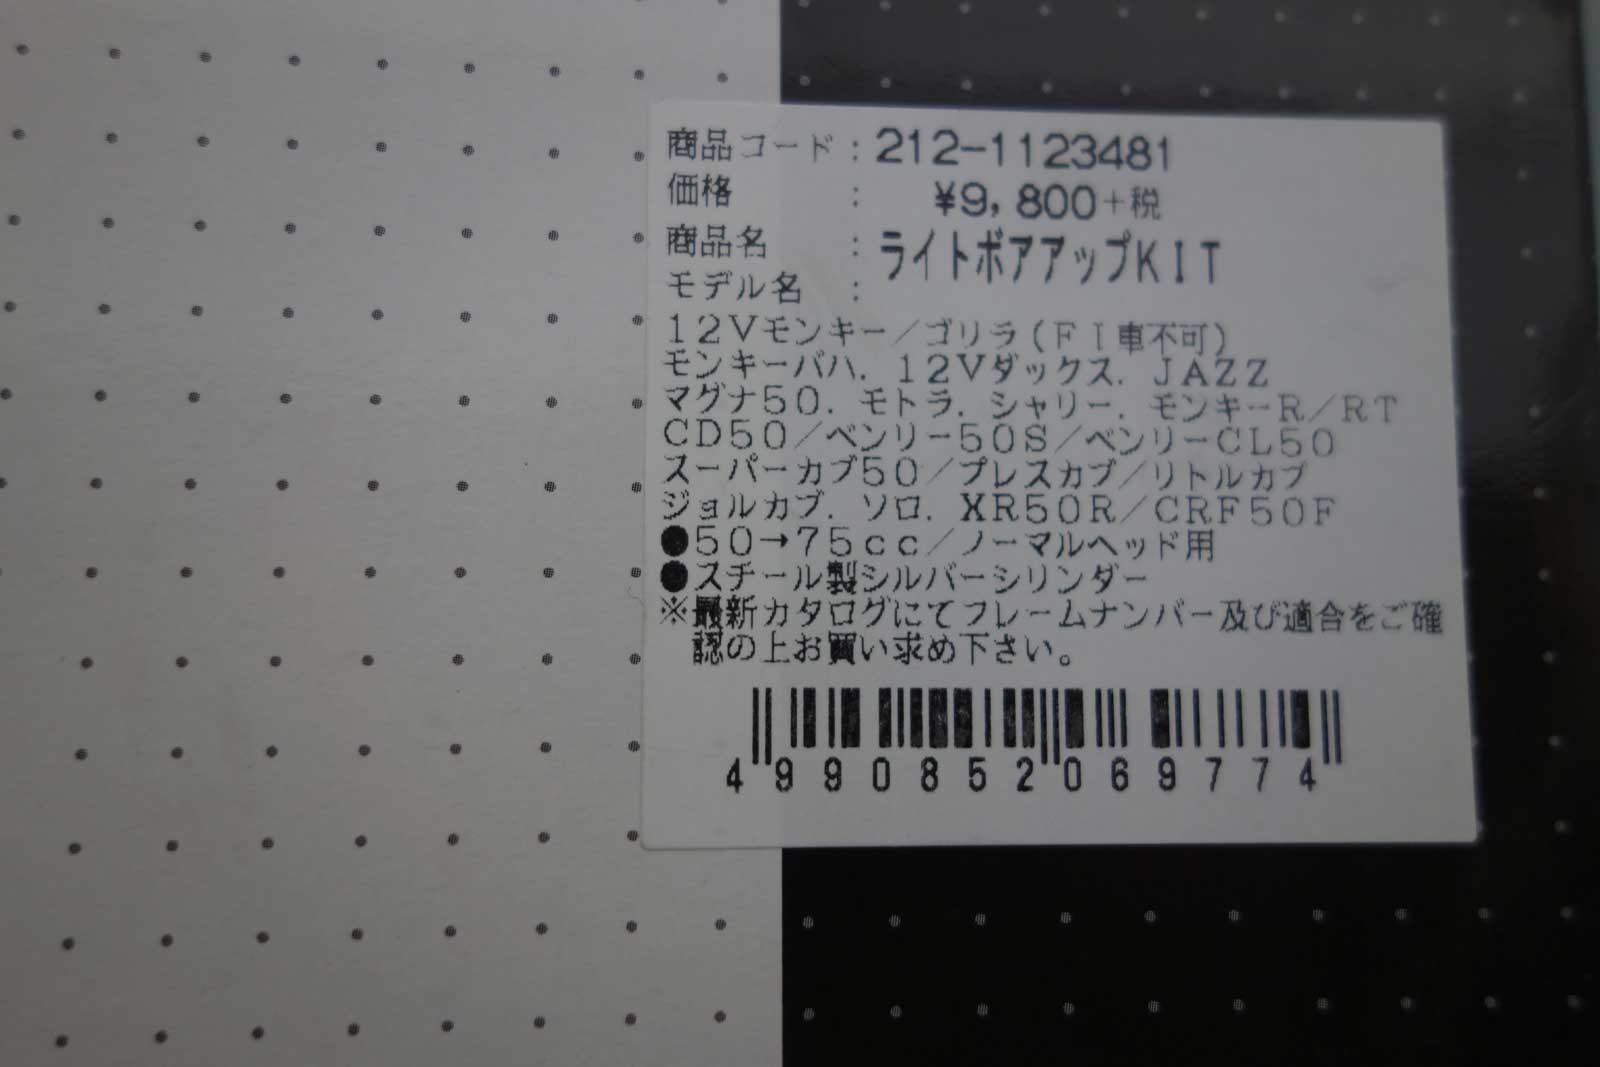 商品コード：212-1123481
価格　　　：　¥9,800+税
商品名　　：ライトボアアップKIT
モデル名　：
12Vモンキー／ゴリラ（FI車不可）
モンキーバハ．12Vダックス．JAZZ
マグナ50．モトラ．シャリー．モンキーR／RT
CD50／ベンリー50S／ベンリーCL50
スーパーカブ50／プレスカブ／リトルカブ
ジョルカブ．ソロ．XR50R／CRF50F
●50→75cc／ノーマルヘッド用
●スチール製シルバーシリンダー
※最新カタログにてフレームナンバー及び適合をご確
認の上お買い求め下さい。
4990852069774